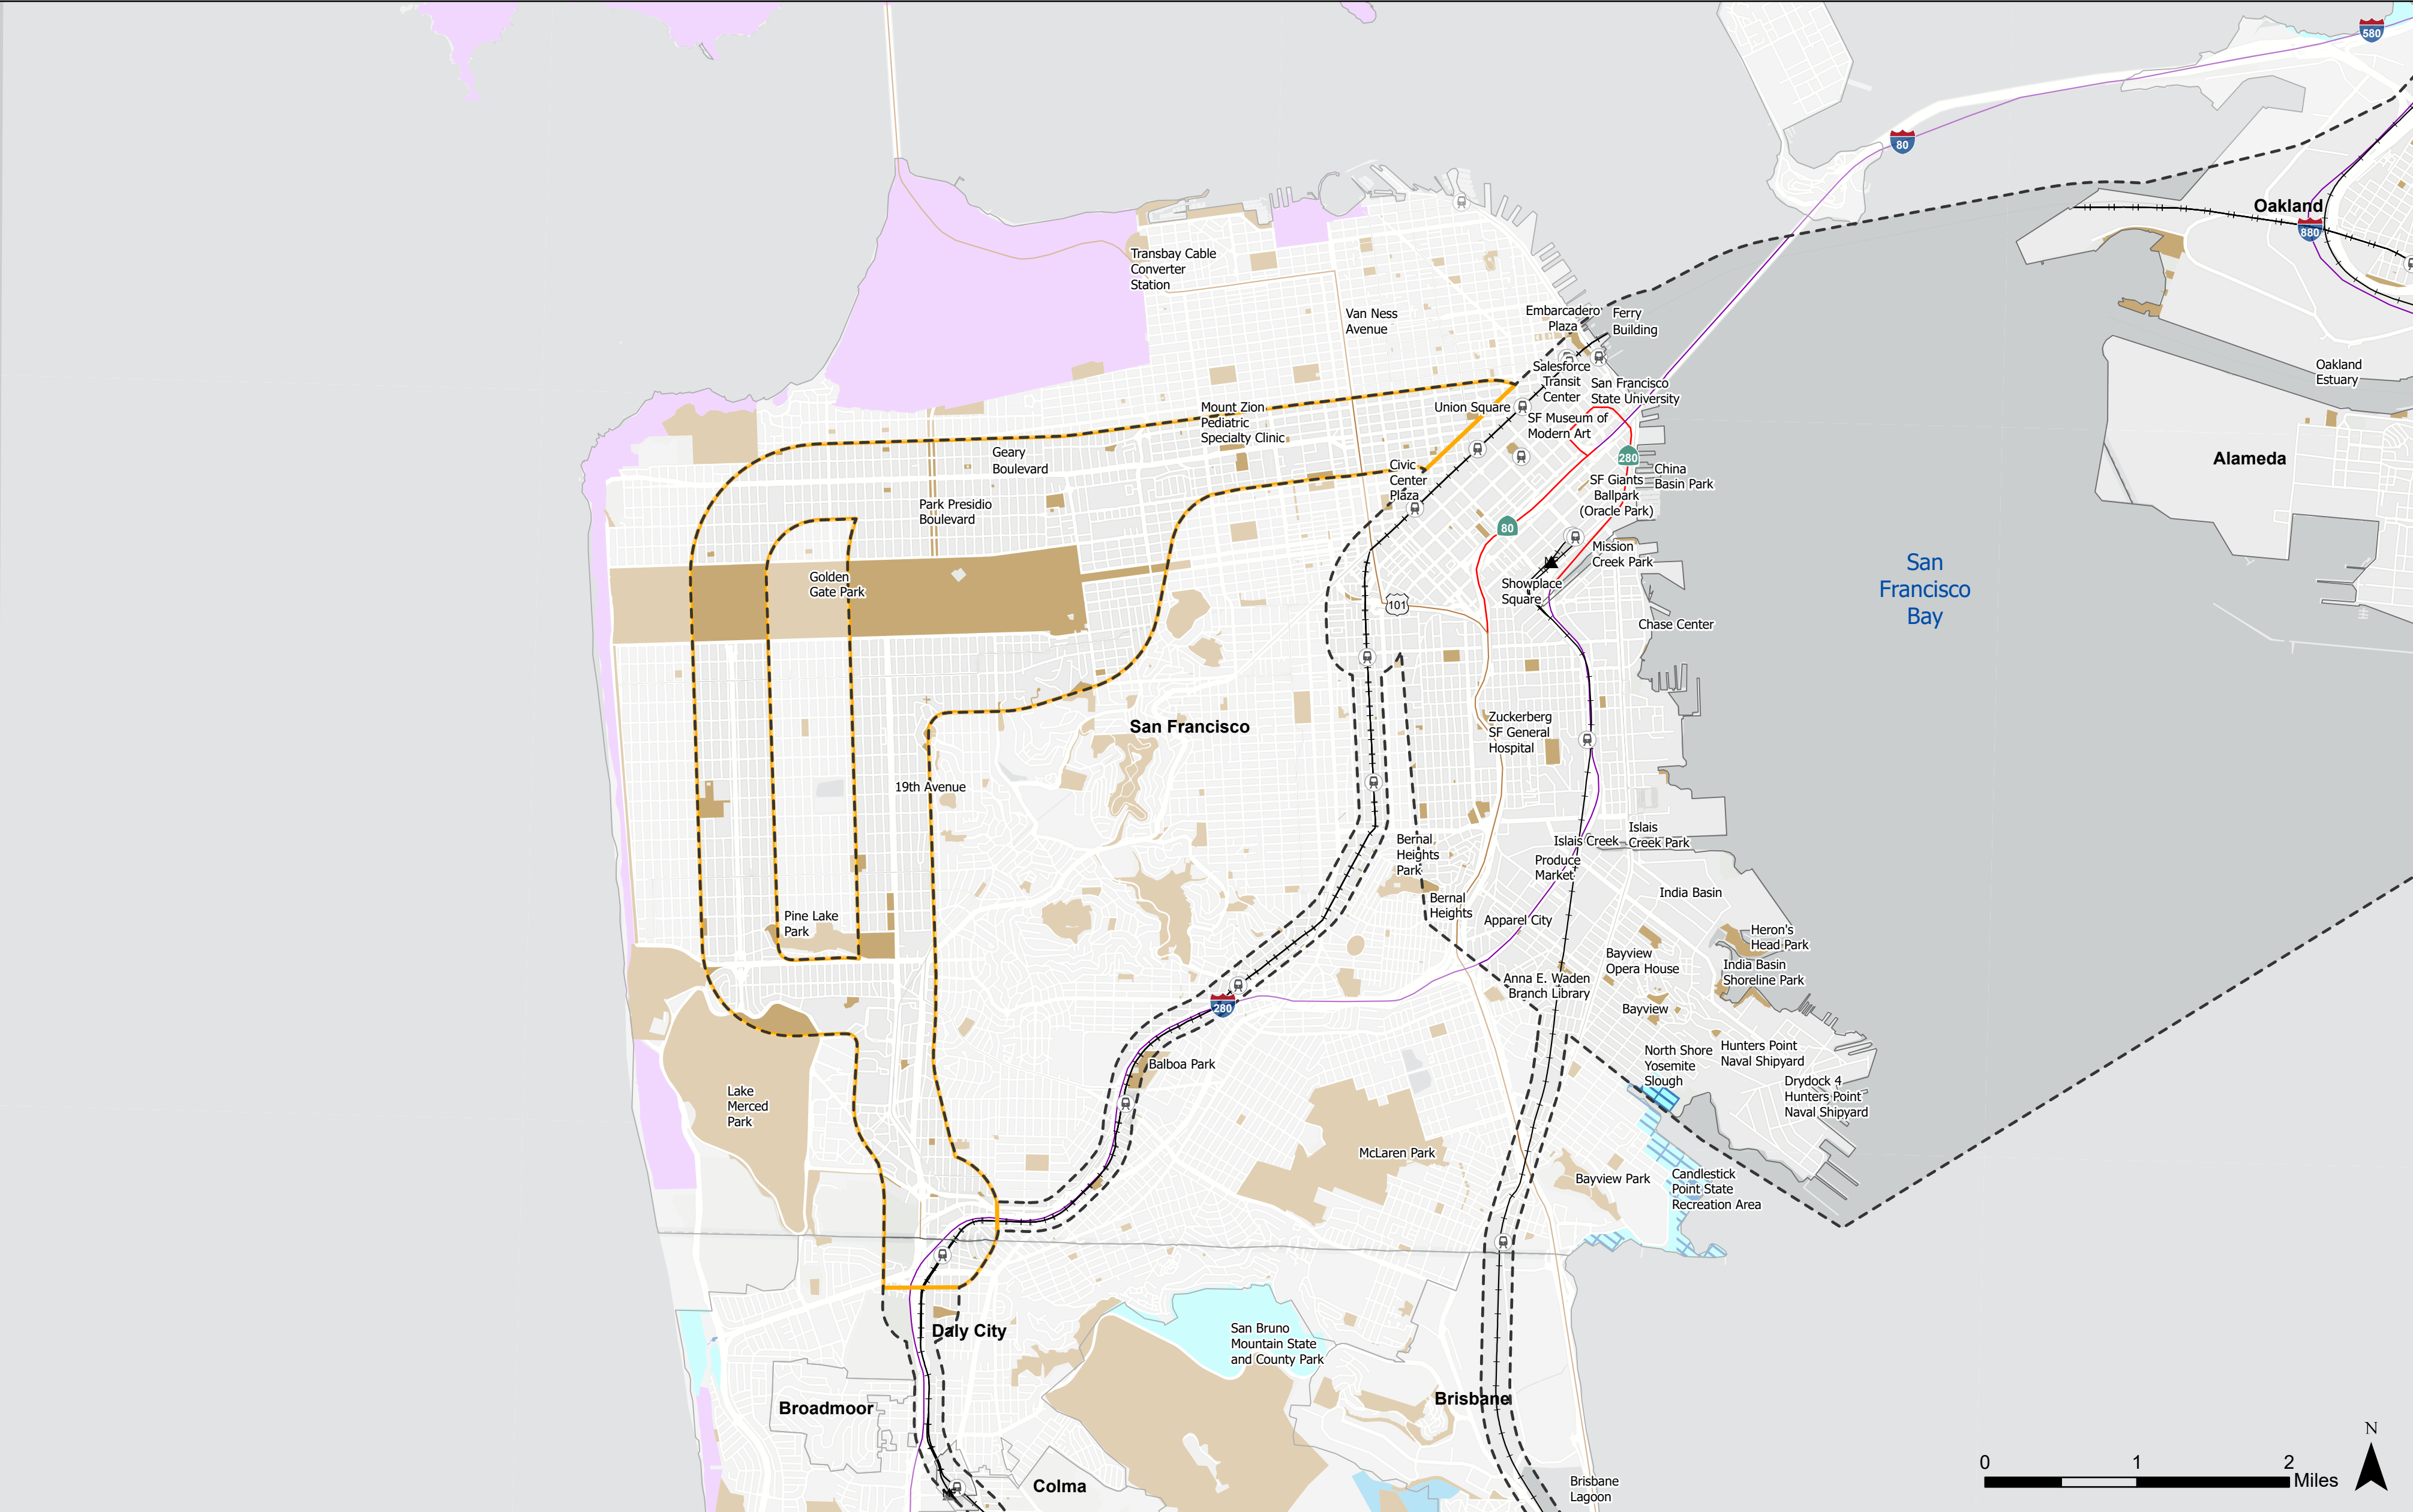 580
80
Oakland
880
Transbay Cable
Converter
Station
Van Ness
Avenue
Embarcadero
Plaza
Ferry
Building
Oakland
Estuary
Salesforce
Transit
Center
San Francisco
State University
Mount Zion
Pediatric
Specialty Clinic
Union Square
SF Museum of
Modern Art
Geary
Boulevard
Alameda
280
Civic
Center
Plaza
China
Basin Park
SF Giants
Ballpark
(Oracle Park)
Park Presidio
Boulevard
80
Mission
Creek Park
San
Francisco
Bay
Golden
Gate Park
Showplace
Square
101
Chase Center
San Francisco
Zuckerberg
SF General
Hospital
19th Avenue
Bernal
Heights
Park
Islais Creek
Islais
Creek Park
Produce
Market
India Basin
Bernal
Heights
Apparel City
Pine Lake
Park
Heron's
Head Park
Bayview
Opera House
India Basin
Shoreline Park
Anna E. Waden
Branch Library
280
Bayview
Balboa Park
North Shore
Yosemite
Slough
Hunters Point
Naval Shipyard
Drydock 4
Hunters Point
Naval Shipyard
Lake
Merced
Park
McLaren Park
Bayview Park
Candlestick
Point State
Recreation Area
Daly City
San Bruno
Mountain State
and County Park
Broadmoor
Brisbane
Colma
Brisbane
Lagoon
N
0 1 2
Miles